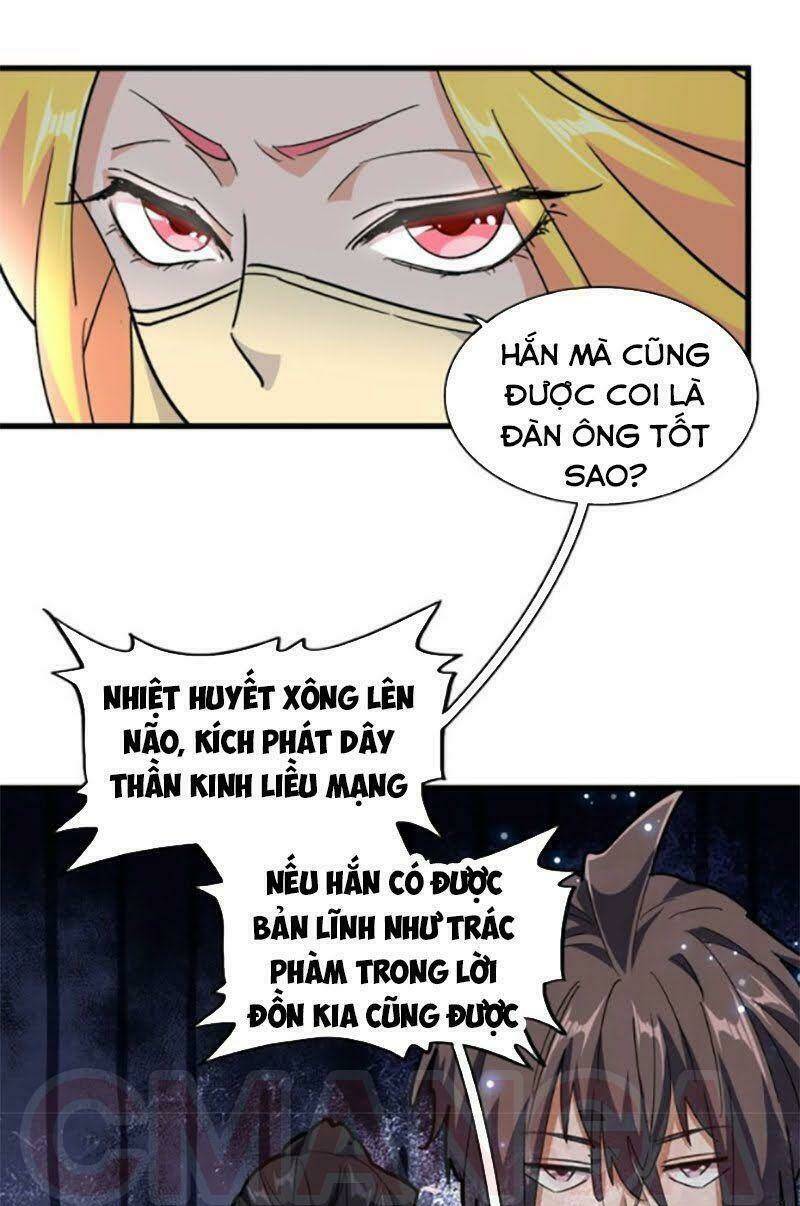 HẮN MÀ CŨNG
ĐƯỢC COI LÀ
ĐÀN ÔNG TỐT
SAO?
NHIỆT HUYẾT XÔNG LÊN
NÃO, KÍCH PHÁT DÂY
THẦN KINH LIỀU MẠNG
NẾU HẮN CÓ ĐƯỢC
BẢN LĨNH NHƯ TRÁC
PHÀM TRONG LỜI
ĐỒN KIA CŨNG ĐƯỢC
CMANGA